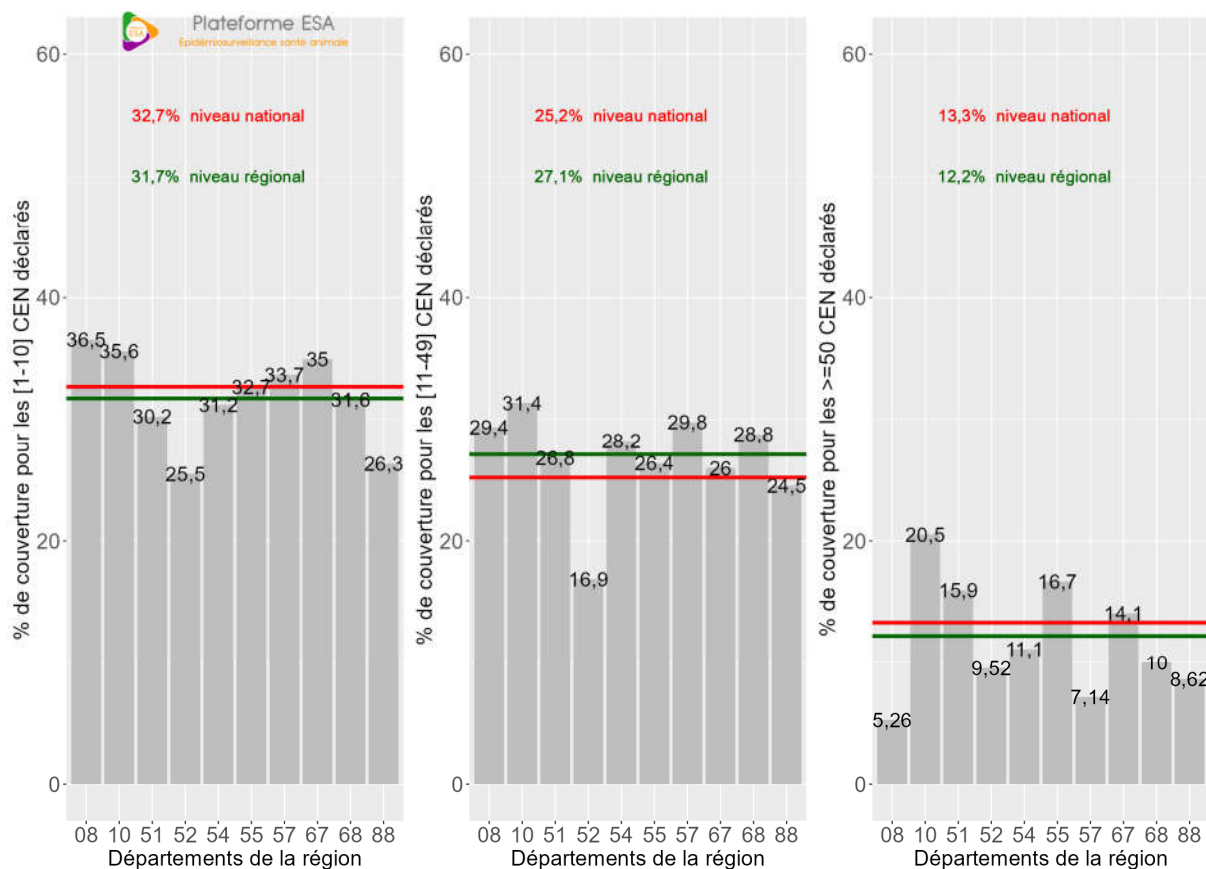 ESA
Plateforme ESA
Epidémiosurveillance santé animale
% de couverture pour les [1-10] CEN déclarés
60
40
20
0
32,7% niveau national
31,7% niveau régional
36,5
35,6
30,2
25,5
31,2
32,7
33,7
35
31,6
26,3
08 10 51 52 54 55 57 67 68 88
Départements de la région
% de couverture pour les [11-49] CEN déclarés
60
40
20
0
25,2% niveau national
27,1% niveau régional
29,4
31,4
26,8
16,9
28,2
26,4
29,8
26
28,8
24,5
08 10 51 52 54 55 57 67 68 88
Départements de la région
% de couverture pour les >=50 CEN déclarés
60
40
20
0
13,3% niveau national
12,2% niveau régional
5,26
20,5
15,9
9,52
11,1
16,7
7,14
14,1
10
8,62
08 10 51 52 54 55 57 67 68 88
Départements de la région